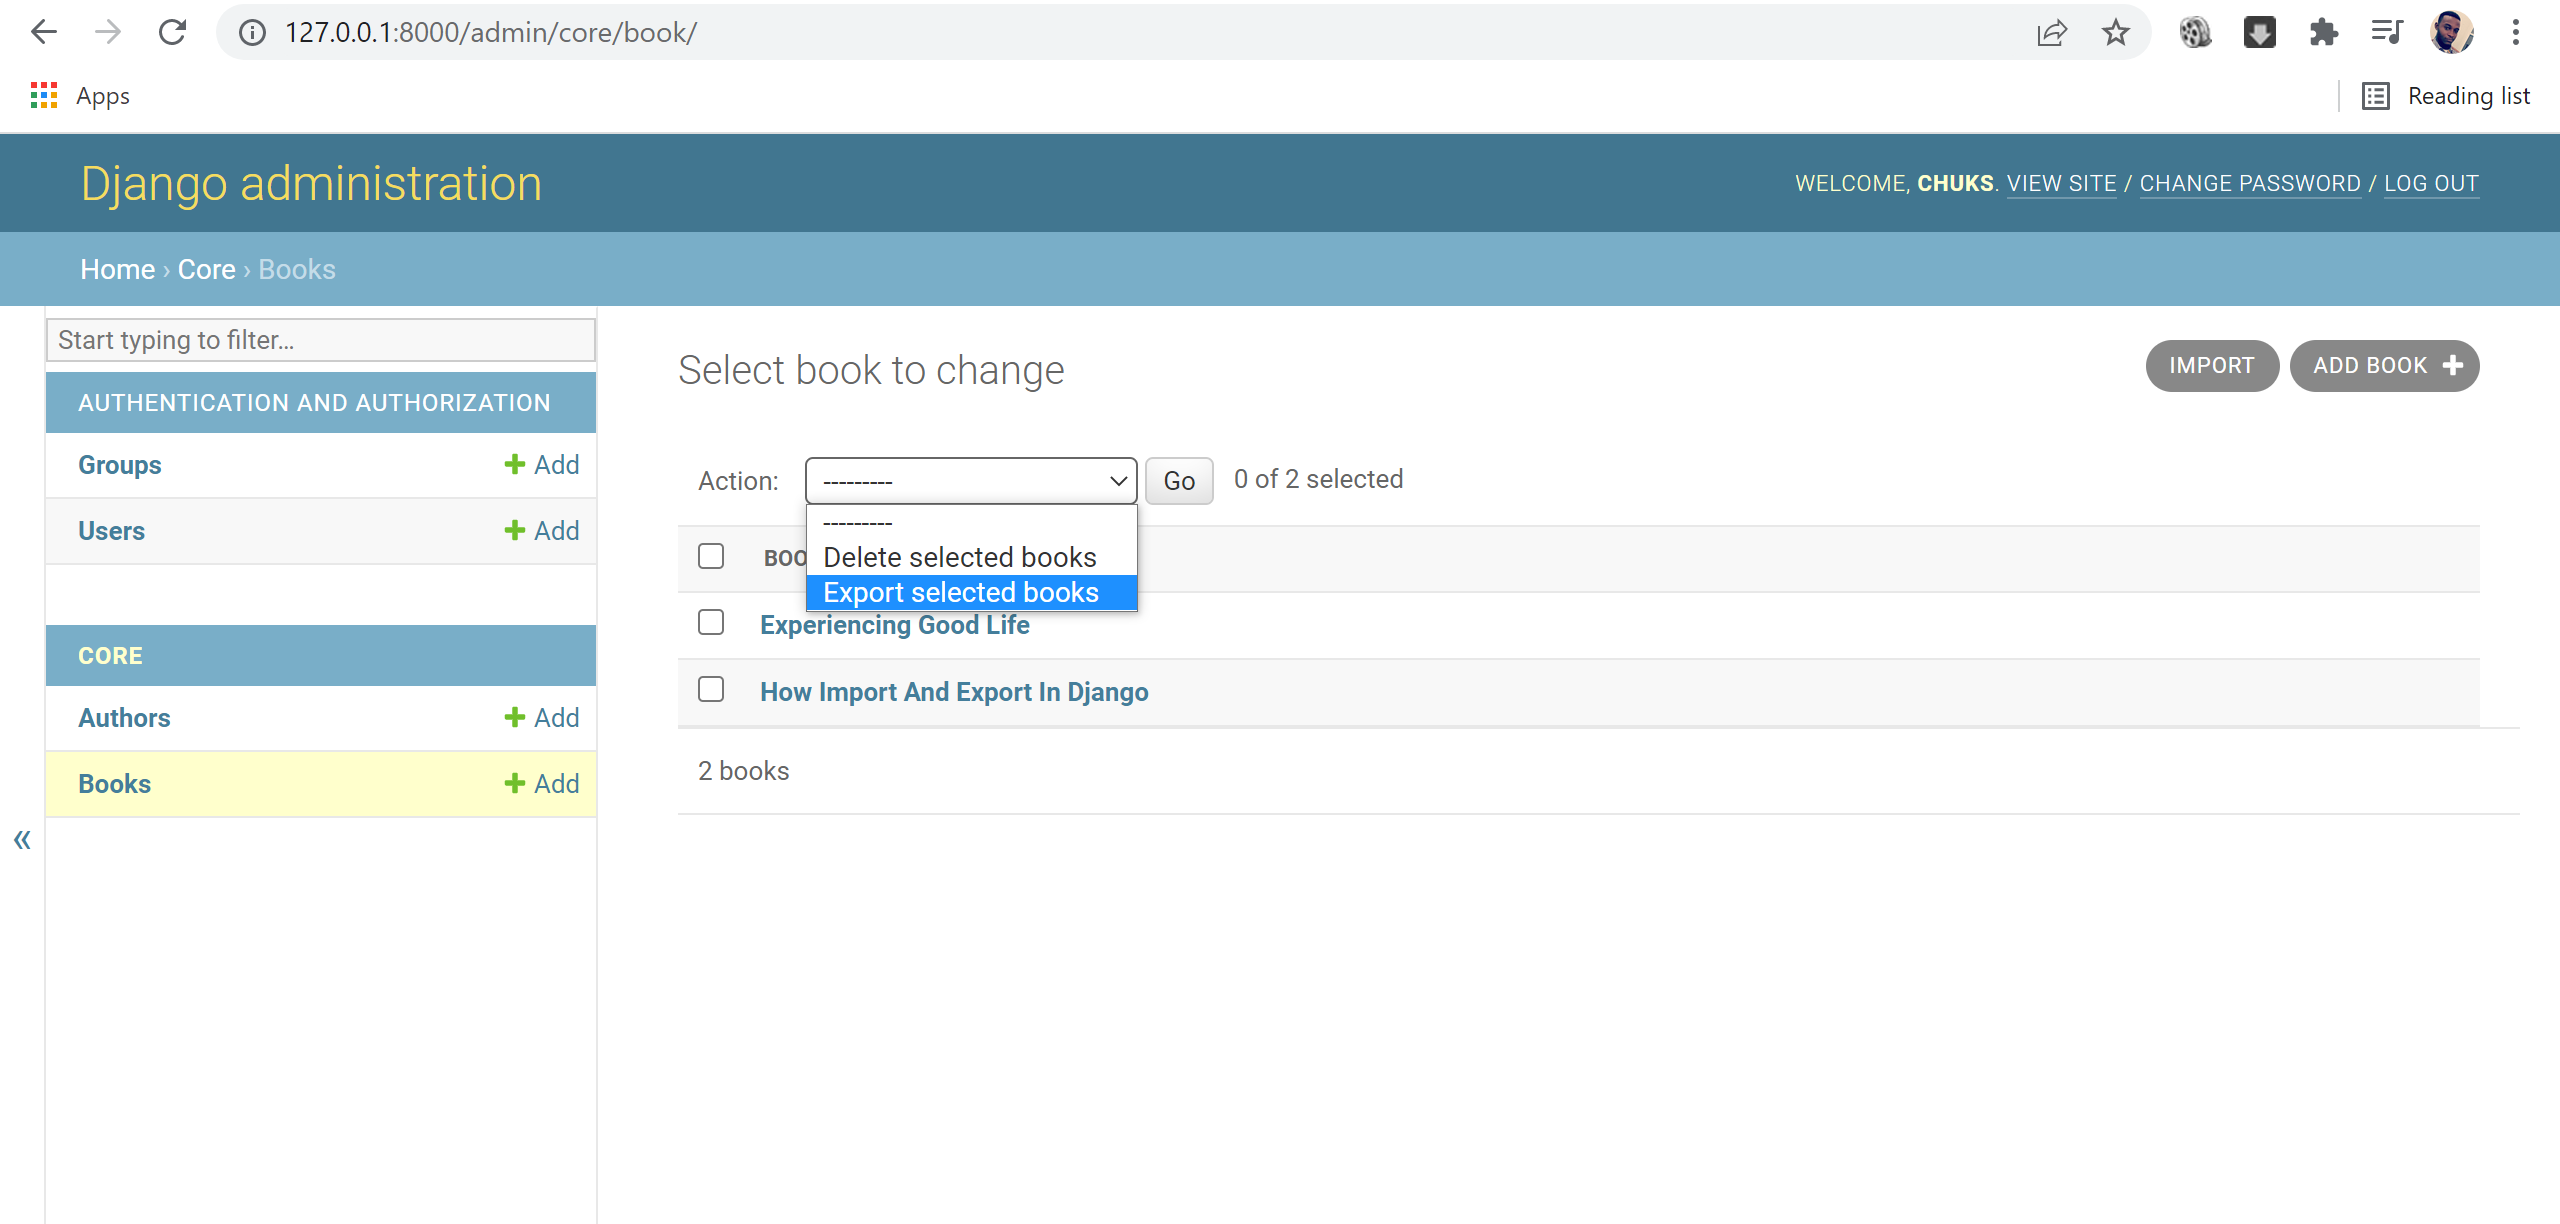 127.0.0.1:8000/admin/core/book/
Apps
Reading list
Django administration
WELCOME, CHUKS. VIEW SITE / CHANGE PASSWORD / LOG OUT
Home › Core › Books
Start typing to filter...
Select book to change
IMPORT
ADD BOOK
AUTHENTICATION AND AUTHORIZATION
Groups Add
Users Add
CORE
Authors Add
Books Add
«
Action: --------- Go 0 of 2 selected
---------
Delete selected books
Export selected books
Experiencing Good Life
How Import And Export In Django
2 books